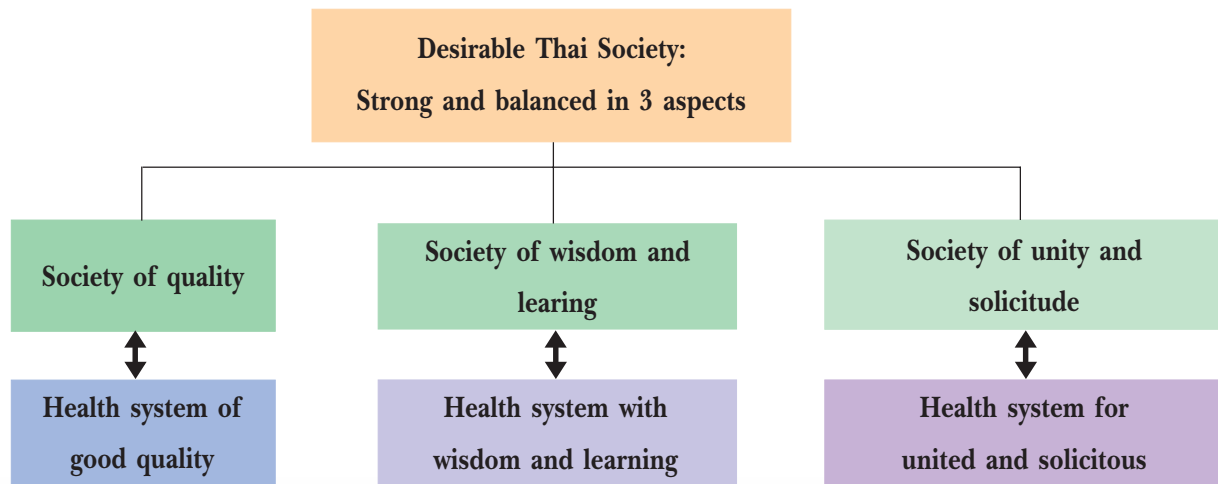 Desirable Thai Society:
Strong and balanced in 3 aspects
Society of quality
Society of wisdom and
learing
Society of unity and
solicitude
Health system of
good quality
Health system with
wisdom and learning
Health system for
united and solicitous